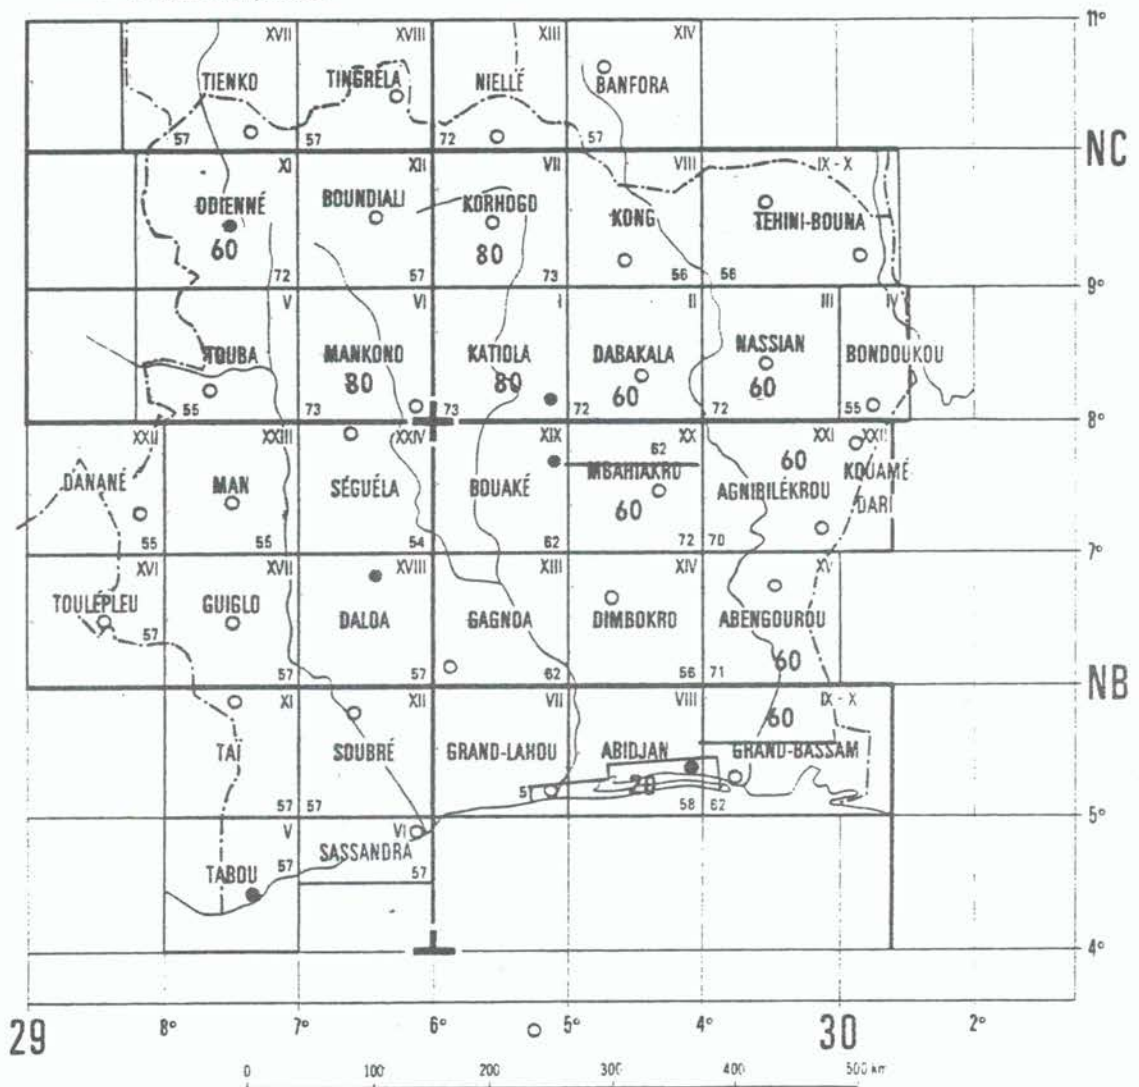 11°
XVII XVIII XIII XIV
TIENKO TINGRÉLA NIELLÉ BANFORA
57 57 72 57
NC
XI XII VII VIII IX - X
ODIENNÉ BOUNDIALI KORHOGO KONG TEHINI-BOUNA
60 80
72 57 73 56 56
9°
V VI I II III IV
TOUBA MANKONO KATIOLA DABAKALA NASSIAN BONDOUKOU
80 80 60 60
55 73 73 72 72 55
8°
XXII XXIII XXIV XIX XX XXI XXII
62
DANANÉ MAN SÉGUÉLA BOUAKÉ MBAHIAKRO AGNIBILÉKROU KOUAMÉ DARI
60 60
55 55 54 62 72 70
7°
XVI XVII XVIII XIII XIV XV
TOULÉPLEU GUIGLO DALOA GAGNOA DIMBOKRO ABENGOUROU
60
57 57 57 62 56 71
NB
XI XII VII VIII IX - X
60
TAÏ SOUBRÉ GRAND-LAHOU ABIDJAN GRAND-BASSAM
70
57 57 58 62
5°
V VI
TABOU 57 SASSANDRA 57
4°
29 8° 7° 6° 5° 4° 30 2°
0 100 200 300 400 500 km